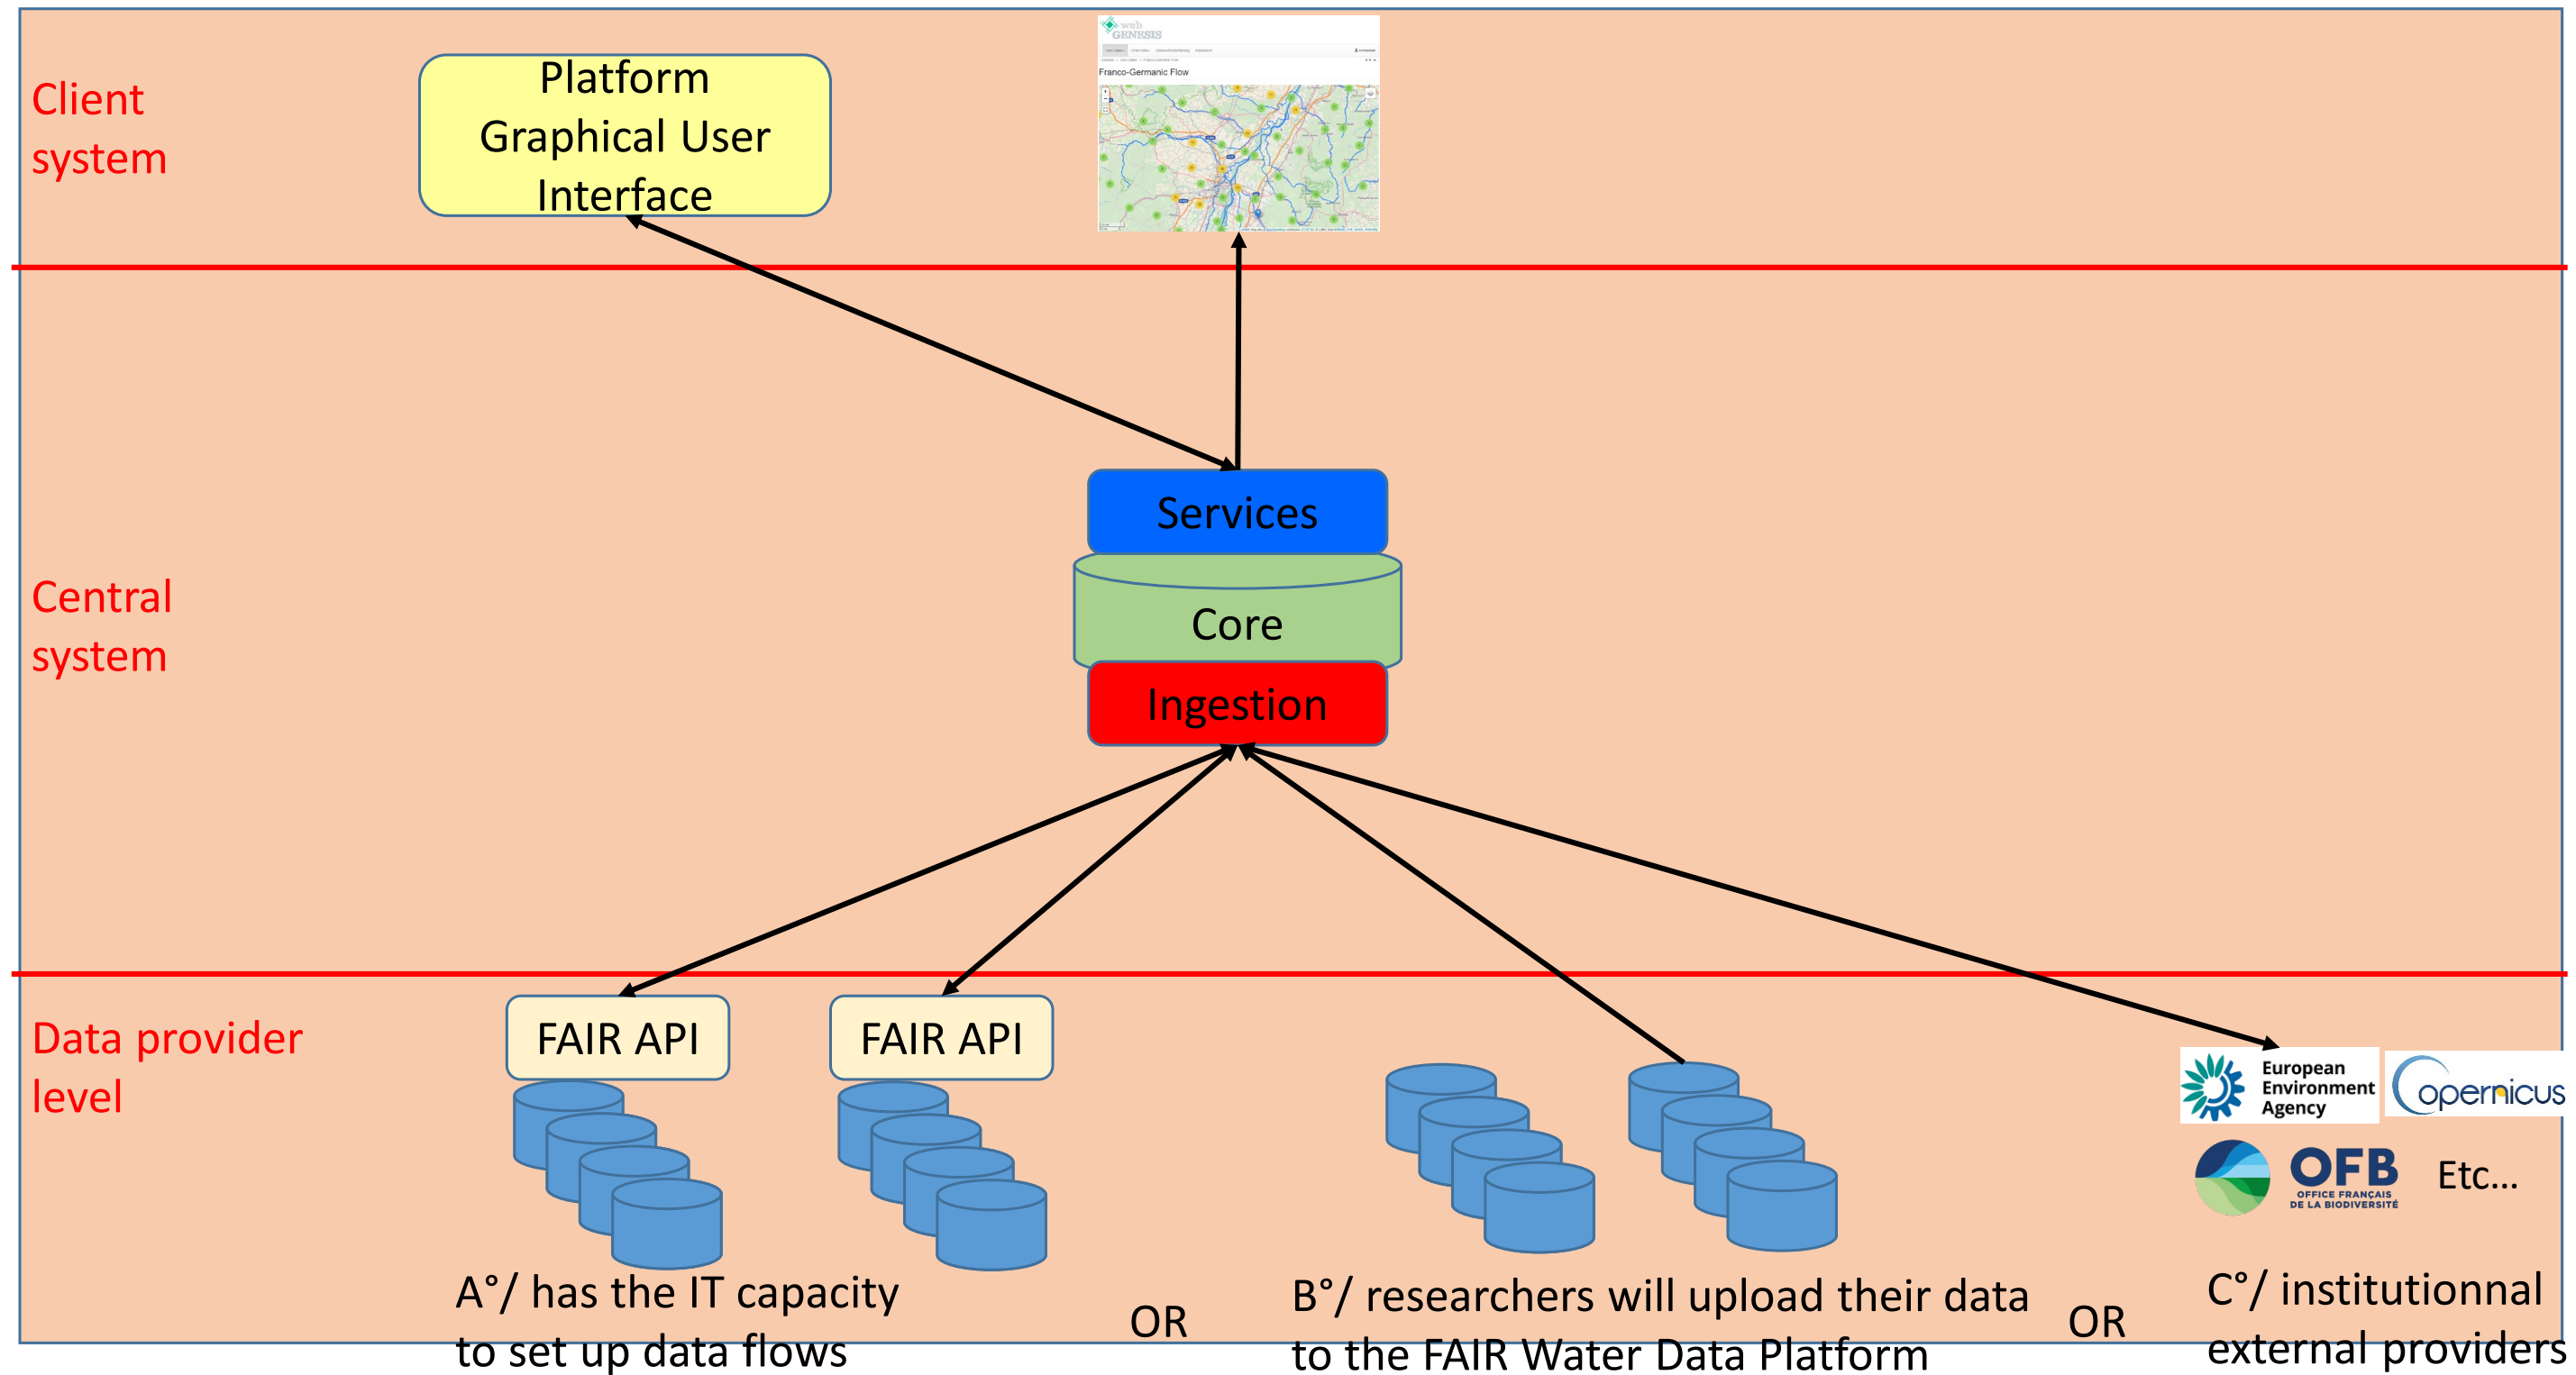 web
GENESIS
Franco-Germanic Flow
Client
system
Platform
Graphical User
Interface
Services
Central
system
Core
Ingestion
Data provider
level
FAIR API
FAIR API
European
Environment
Agency
opernicus
OFB
OFFICE FRANÇAIS
DE LA BIODIVERSITÉ
Etc...
A°/ has the IT capacity
to set up data flows
OR
B°/ researchers will upload their data
to the FAIR Water Data Platform
OR
C°/ institutionnal
external providers